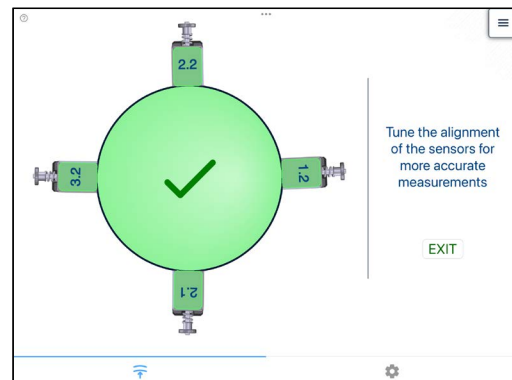 2.2
3.2
1.2
2.1
Tune the alignment
of the sensors for
more accurate
measurements
EXIT